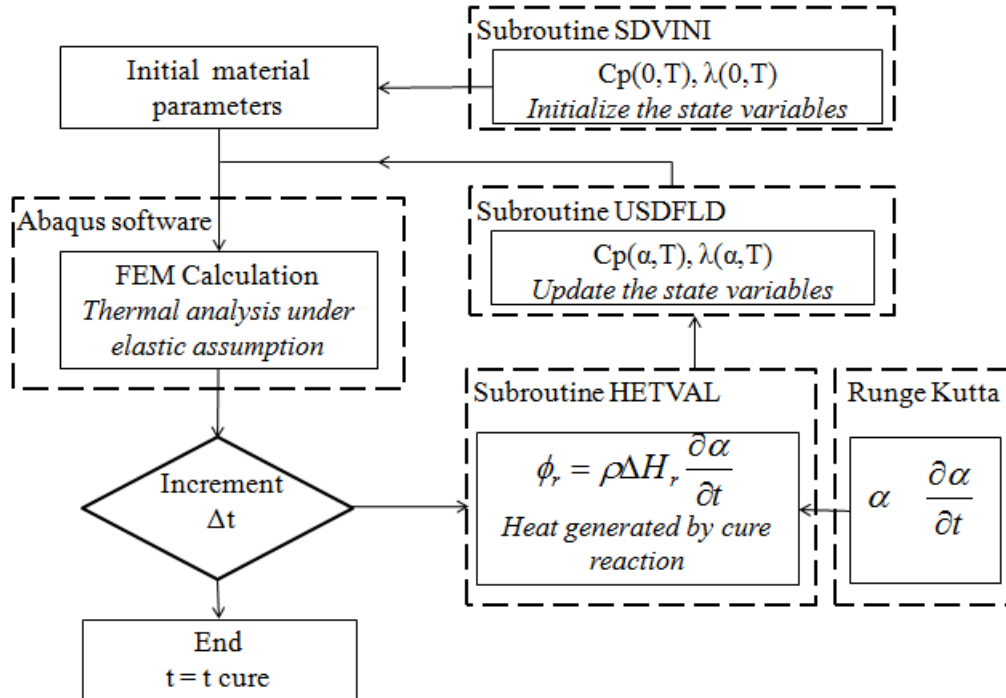 Subroutine SDVINI
Initial material
parameters
Cp(0,T), λ(0,T)
Initialize the state variables
Abaqus software
FEM Calculation
Thermal analysis under
elastic assumption
Subroutine USDFLD
Cp(α,T), λ(α,T)
Update the state variables
Increment
Δt
Subroutine HETVAL
ϕr = ρΔHr ∂α/∂t
Heat generated by cure
reaction
Runge Kutta
α ∂α/∂t
End
t = t cure